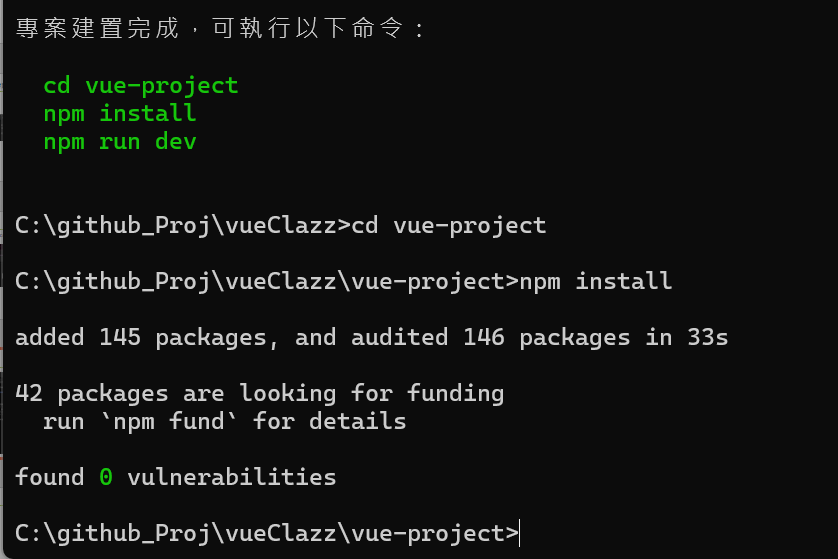 專案建置完成，可執行以下命令：
cd vue-project
npm install
npm run dev
C:\github_Proj\vueClazz>cd vue-project
C:\github_Proj\vueClazz\vue-project>npm install
added 145 packages, and audited 146 packages in 33s
42 packages are looking for funding
run `npm fund` for details
found 0 vulnerabilities
C:\github_Proj\vueClazz\vue-project>